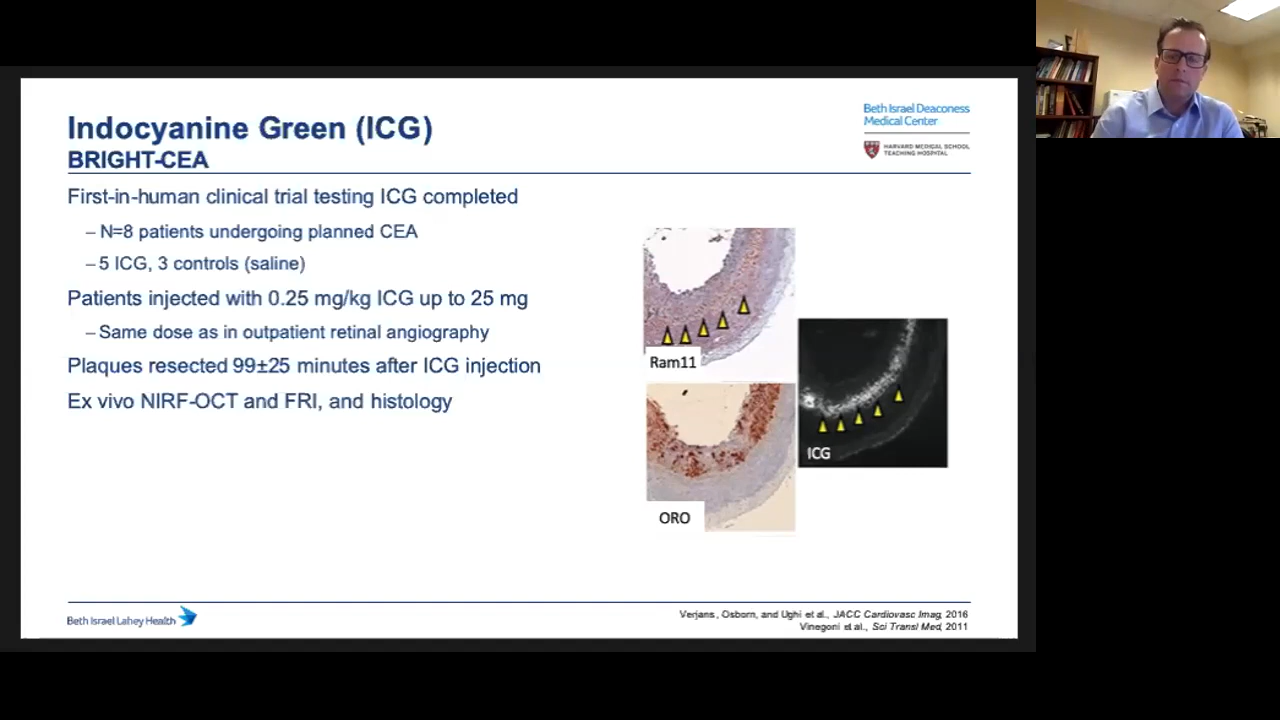 Indocyanine Green (ICG)
BRIGHT-CEA
Beth Israel Deaconess
Medical Center
HARVARD MEDICAL SCHOOL
TEACHING HOSPITAL
First-in-human clinical trial testing ICG completed
– N=8 patients undergoing planned CEA
– 5 ICG, 3 controls (saline)
Patients injected with 0.25 mg/kg ICG up to 25 mg
– Same dose as in outpatient retinal angiography
Plaques resected 99±25 minutes after ICG injection
Ex vivo NIRF-OCT and FRI, and histology
Ram11
ICG
ORO
Beth Israel Lahey Health
Verjans, Osborn, and Ughi et al., JACC Cardiovasc Imag, 2016
Vinegoni et al., Sci Transl Med, 2011